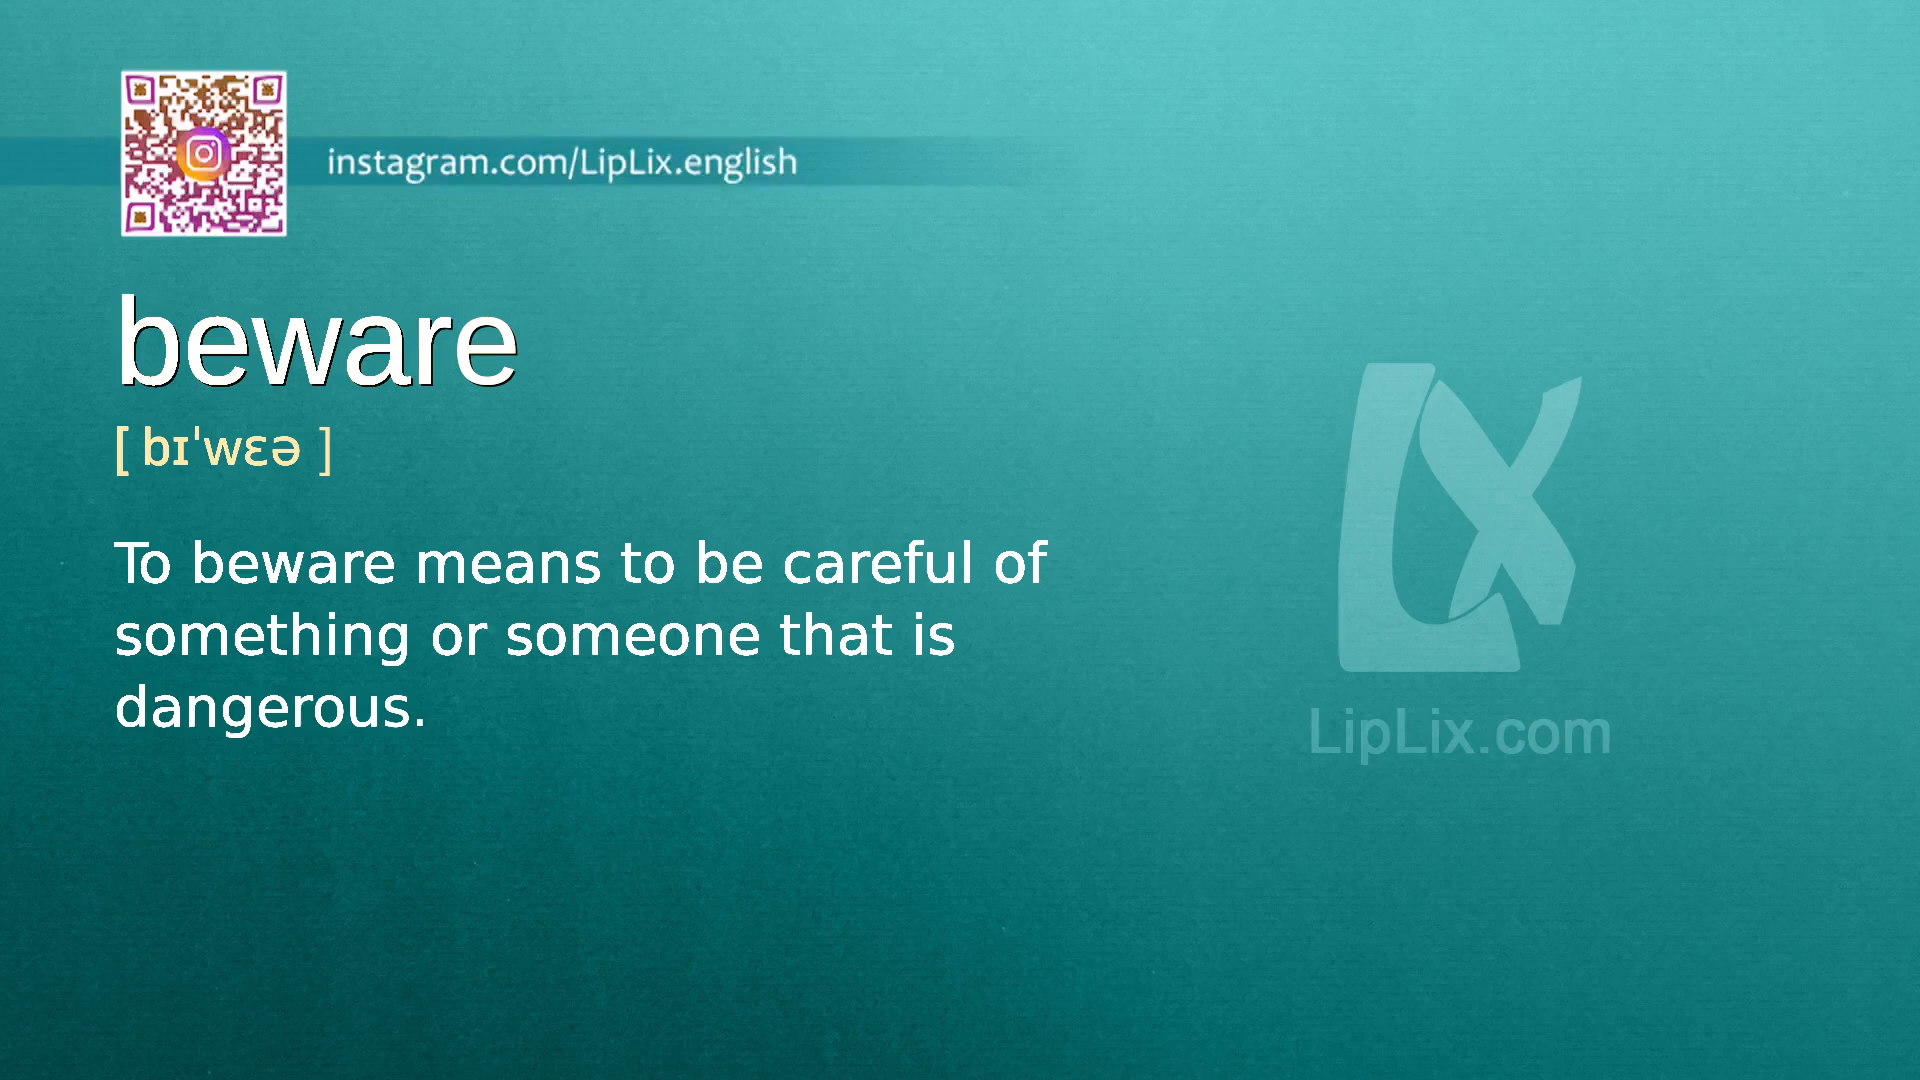 instagram.com/LipLix.english
beware
[ bɪˈwɛə ]
To beware means to be careful of
something or someone that is
dangerous.
LX
LipLix.com